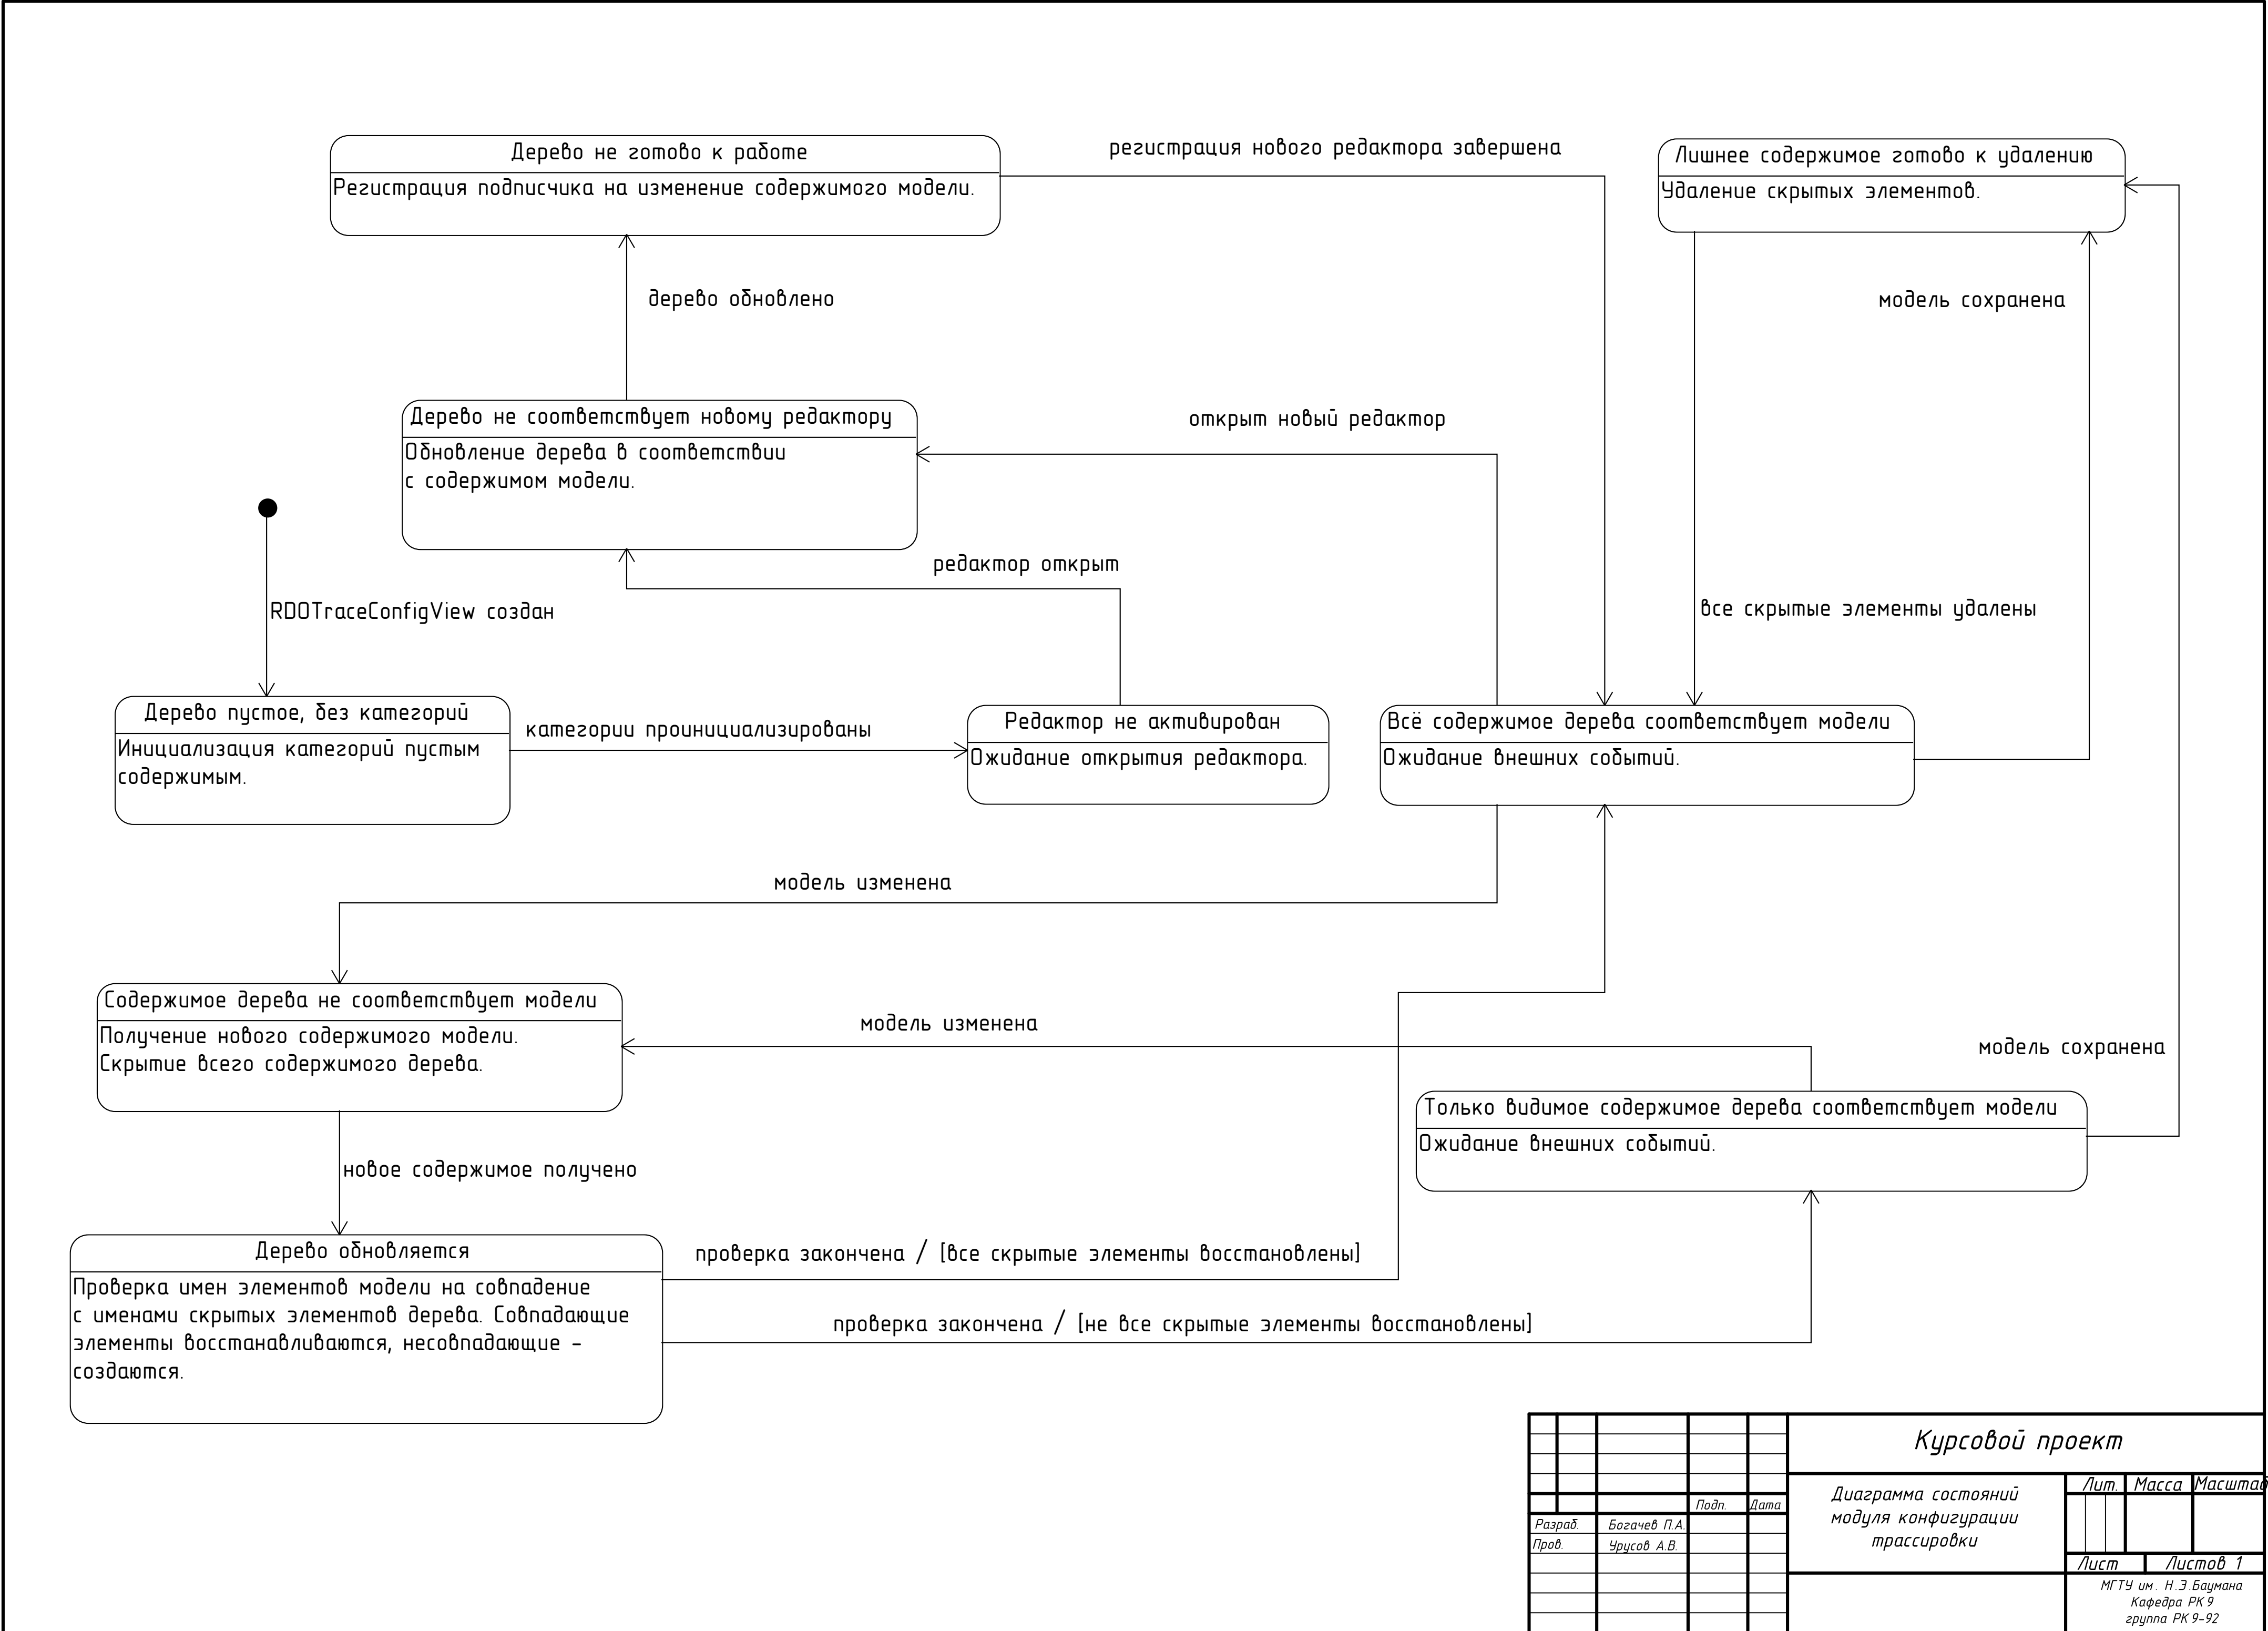 Дерево не готово к работе
Регистрация подписчика на изменение содержимого модели.
регистрация нового редактора завершена
Лишнее содержимое готово к удалению
Удаление скрытых элементов.
дерево обновлено
модель сохранена
Дерево не соответствует новому редактору
Обновление дерева в соответствии
с содержимом модели.
открыт новый редактор
редактор открыт
RDOTraceConfigView создан
все скрытые элементы удалены
Дерево пустое, без категорий
Инициализация категорий пустым
содержимым.
категории проинициализированы
Редактор не активирован
Ожидание открытия редактора.
Всё содержимое дерева соответствует модели
Ожидание внешних событий.
модель изменена
Содержимое дерева не соответствует модели
Получение нового содержимого модели.
Скрытие всего содержимого дерева.
модель изменена
модель сохранена
Только видимое содержимое дерева соответствует модели
Ожидание внешних событий.
новое содержимое получено
Дерево обновляется
Проверка имен элементов модели на совпадение
с именами скрытых элементов дерева. Совпадающие
элементы восстанавливаются, несовпадающие -
создаются.
проверка закончена / [все скрытые элементы восстановлены]
проверка закончена / [не все скрытые элементы восстановлены]
Курсовой проект
Диаграмма состояний
модуля конфигурации
трассировки
Лит. Масса Масштаб
Подп. Дата
Разраб. Богачев П.А.
Пров. Урусов А.В.
Лист Листов 1
МГТУ им. Н.Э.Баумана
Кафедра РК9
группа РК9-92